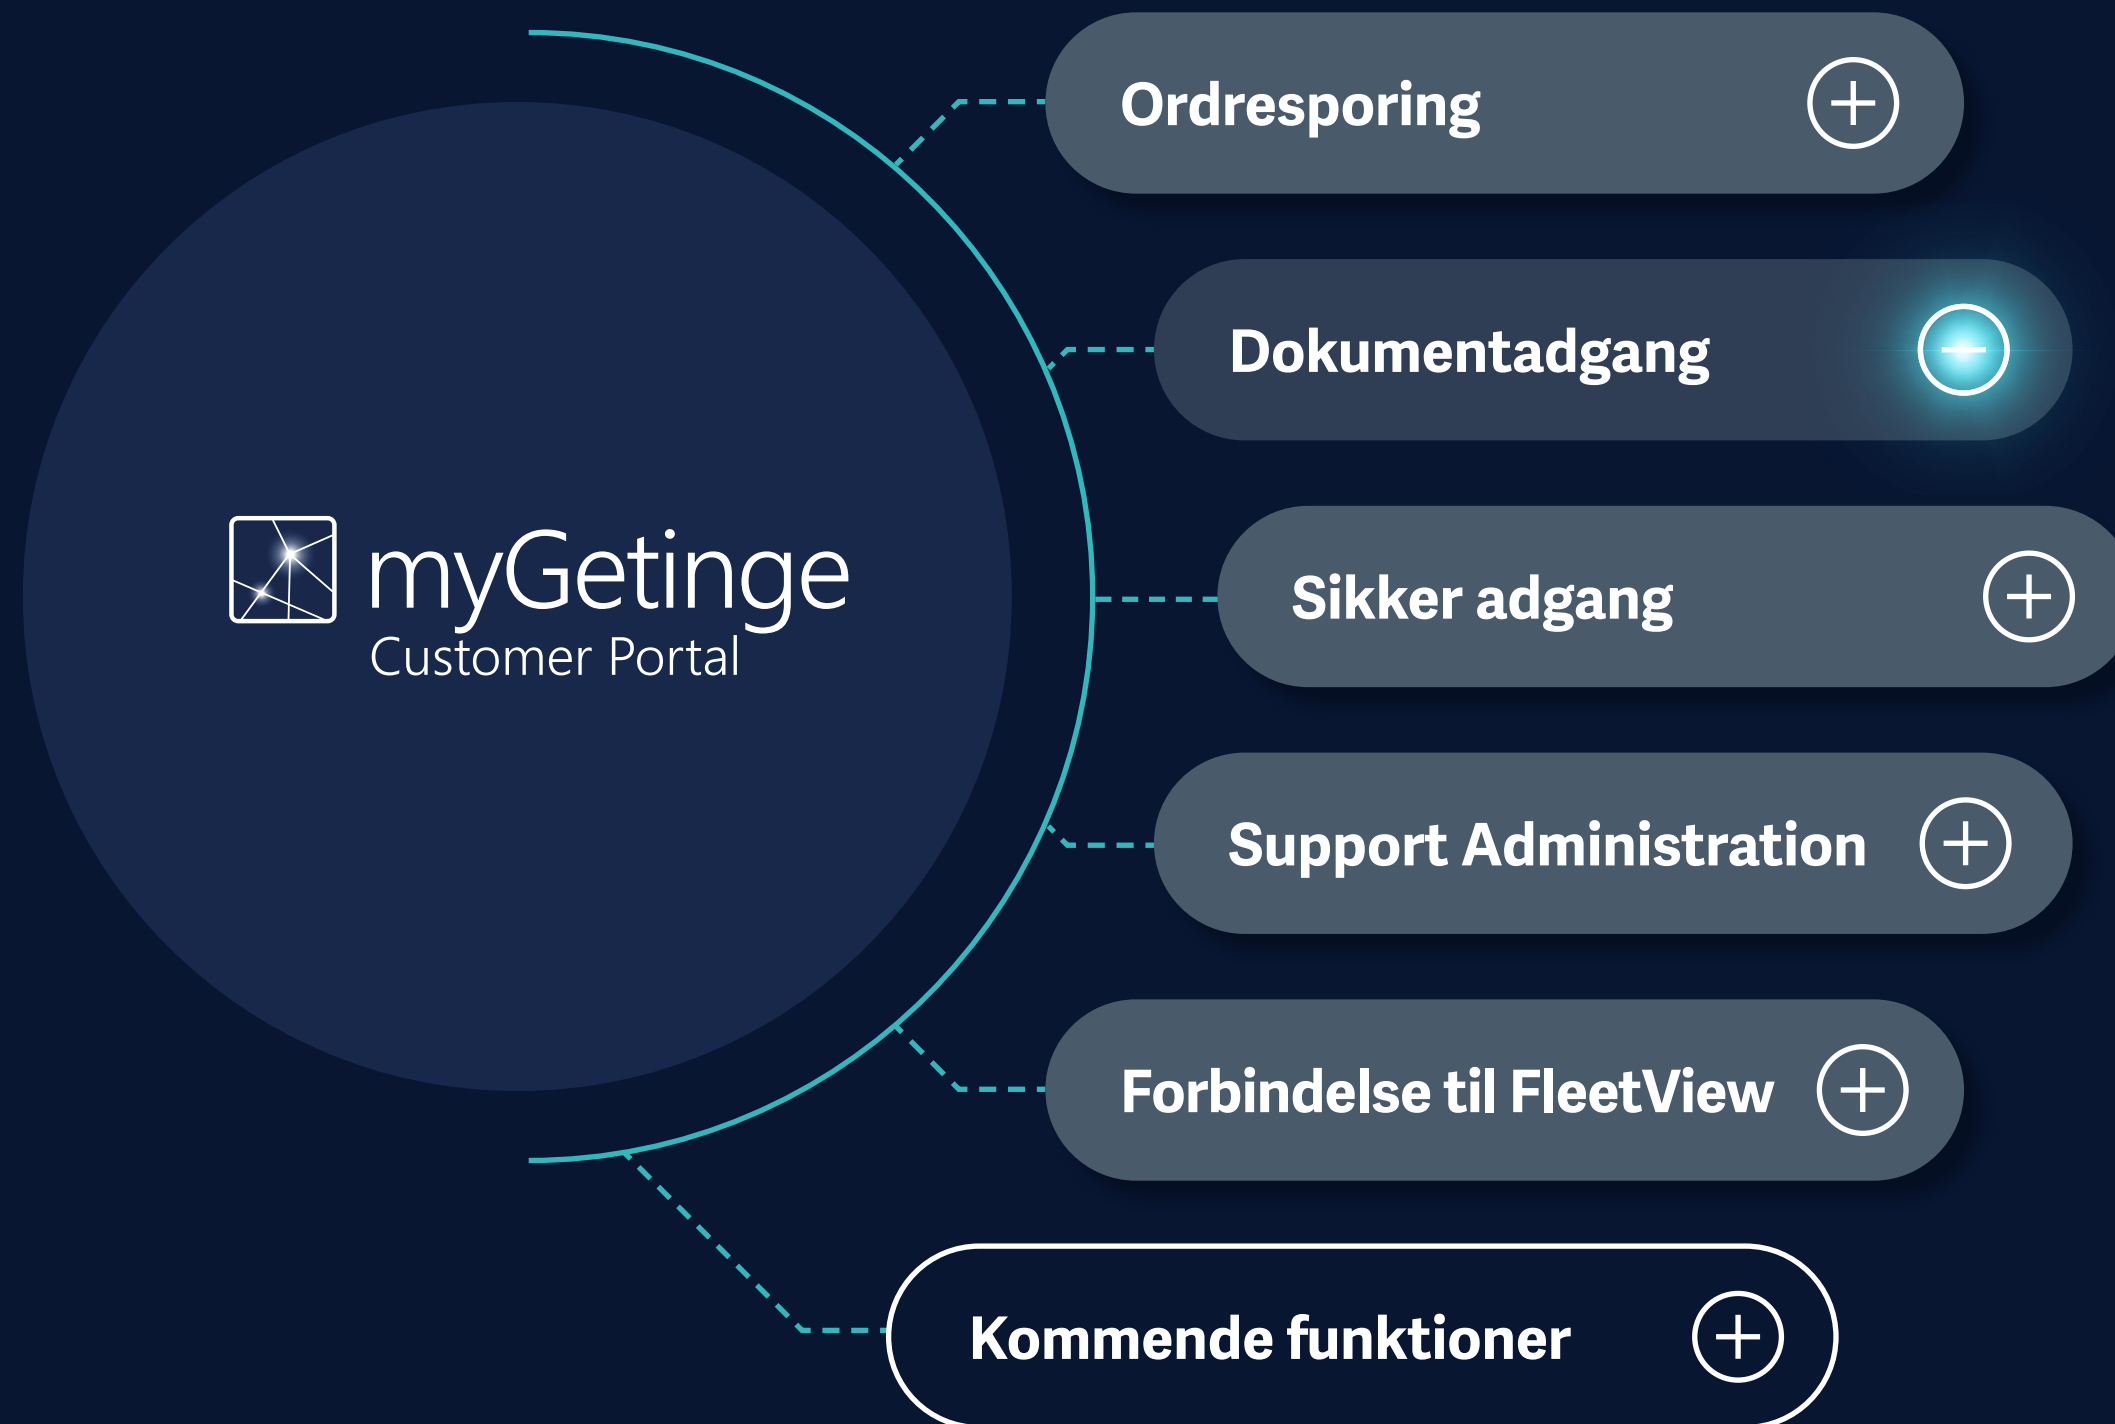 Ordresporing
Dokumentadgang
myGetinge
Customer Portal
Sikker adgang
Support Administration
Forbindelse til FleetView
Kommende funktioner